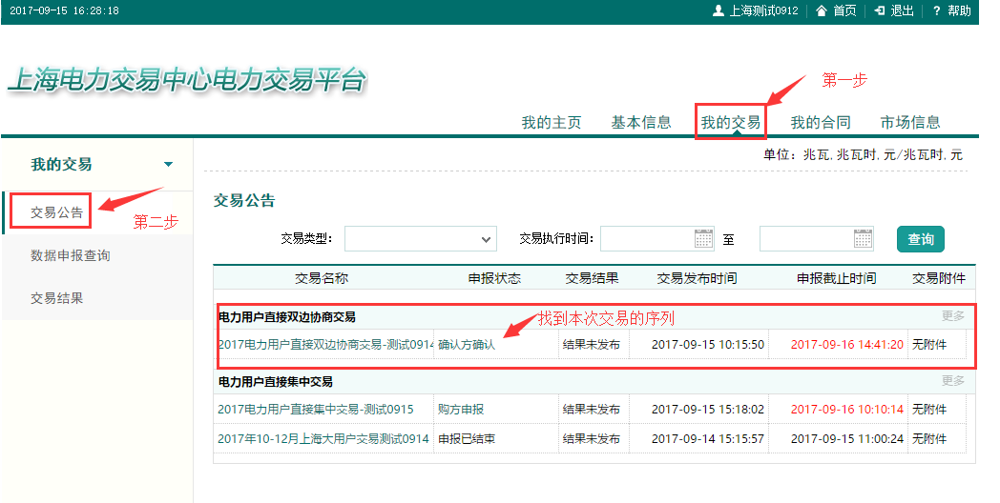 2017-09-15 16:28:18 上海测试0912 首页 退出 ? 帮助
上海电力交易中心电力交易平台
第一步
我的主页 基本信息 我的交易 我的合同 市场信息
单位：兆瓦,兆瓦时,元/兆瓦时,元
我的交易
交易公告
第二步
数据申报查询
交易结果
交易公告
交易类型： 交易执行时间： 至 查询
交易名称 申报状态 交易结果 交易发布时间 申报截止时间 交易附件
电力用户直接双边协商交易 找到本次交易的序列 更多
2017电力用户直接双边协商交易-测试0914 确认方确认 结果未发布 2017-09-15 10:15:50 2017-09-16 14:41:20 无附件
电力用户直接集中交易 更多
2017电力用户直接集中交易-测试0915 购方申报 结果未发布 2017-09-15 15:18:02 2017-09-16 10:10:14 无附件
2017年10-12月上海大用户交易测试0914 申报已结束 结果未发布 2017-09-14 15:15:57 2017-09-15 11:00:24 无附件